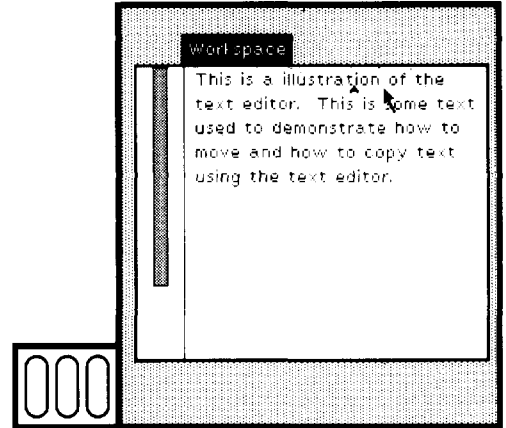 Workspace
This is a illustration of the
text editor. This is some text
used to demonstrate how to
move and how to copy text
using the text editor.